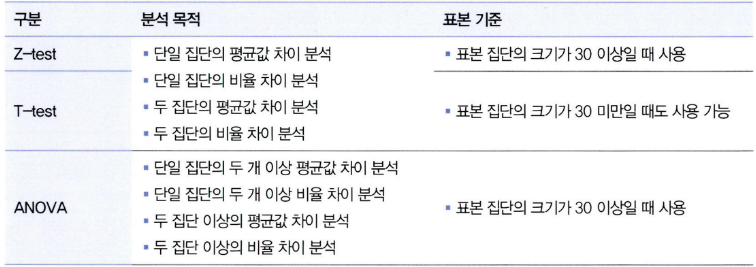 구분 분석 목적 표본 기준
Z-test ▪ 단일 집단의 평균값 차이 분석 ▪ 표본 집단의 크기가 30 이상일 때 사용
▪ 단일 집단의 비율 차이 분석
T-test ▪ 두 집단의 평균값 차이 분석 ▪ 표본 집단의 크기가 30 미만일 때도 사용 가능
▪ 두 집단의 비율 차이 분석
▪ 단일 집단의 두 개 이상 평균값 차이 분석
▪ 단일 집단의 두 개 이상 비율 차이 분석
ANOVA ▪ 두 집단 이상의 평균값 차이 분석 ▪ 표본 집단의 크기가 30 이상일 때 사용
▪ 두 집단 이상의 비율 차이 분석